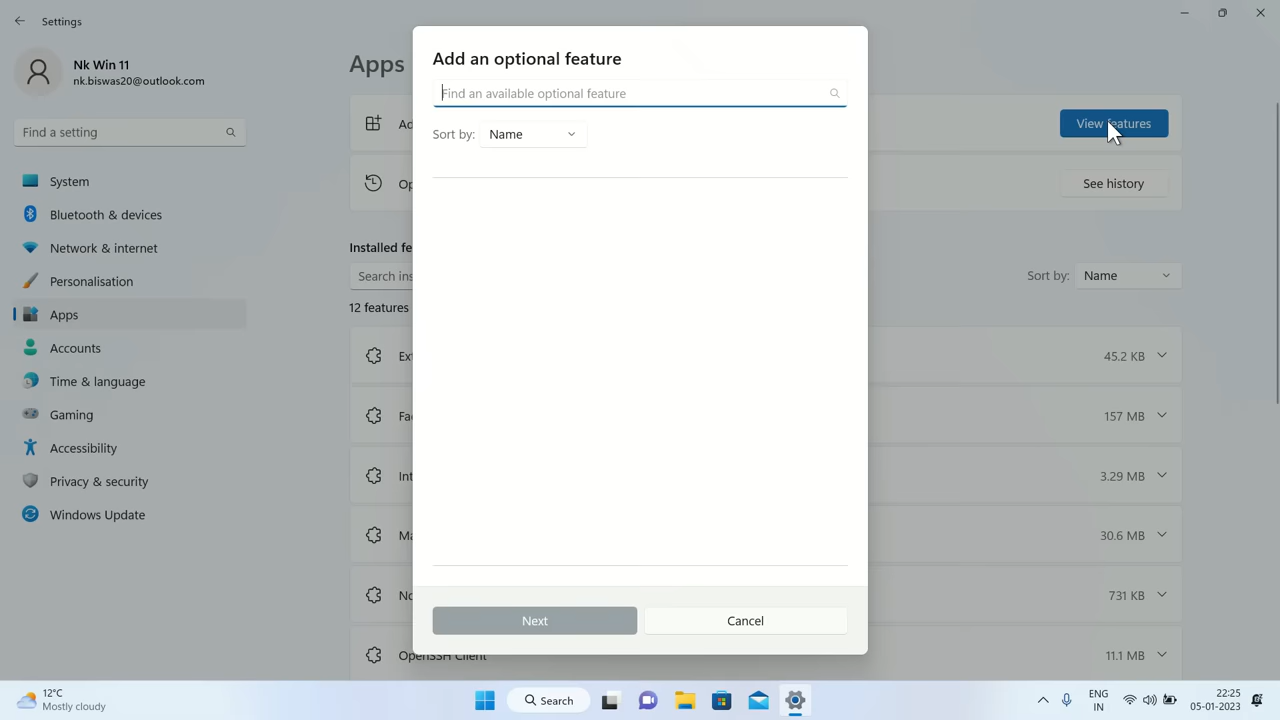 Settings
Nk Win 11
nk.biswas20@outlook.com
Find a setting
System
Bluetooth & devices
Network & internet
Personalisation
Apps
Accounts
Time & language
Gaming
Accessibility
Privacy & security
Windows Update
Apps
View features
See history
Sort by: Name
12 features
45.2 KB
157 MB
3.29 MB
30.6 MB
731 KB
OpenSSH Client
11.1 MB
Add an optional feature
Find an available optional feature
Sort by: Name
Next
Cancel
12°C
Mostly cloudy
Search
ENG
IN
22:25
05-01-2023